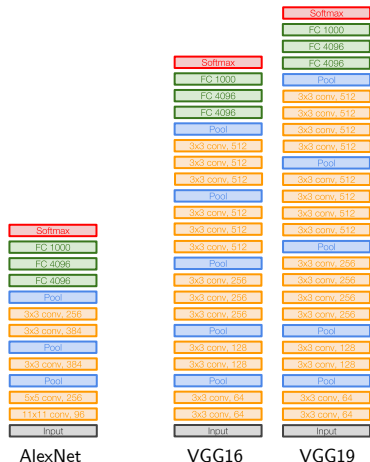 Softmax
FC 1000
FC 4096
FC 4096
Pool
3x3 conv, 256
3x3 conv, 384
Pool
3x3 conv, 384
Pool
5x5 conv, 256
11x11 conv, 96
Input
AlexNet
Softmax
FC 1000
FC 4096
FC 4096
Pool
3x3 conv, 512
3x3 conv, 512
3x3 conv, 512
Pool
3x3 conv, 512
3x3 conv, 512
3x3 conv, 512
Pool
3x3 conv, 256
3x3 conv, 256
3x3 conv, 256
Pool
3x3 conv, 128
3x3 conv, 128
Pool
3x3 conv, 64
3x3 conv, 64
Input
VGG16
Softmax
FC 1000
FC 4096
FC 4096
Pool
3x3 conv, 512
3x3 conv, 512
3x3 conv, 512
3x3 conv, 512
Pool
3x3 conv, 512
3x3 conv, 512
3x3 conv, 512
3x3 conv, 512
Pool
3x3 conv, 256
3x3 conv, 256
3x3 conv, 256
3x3 conv, 256
Pool
3x3 conv, 128
3x3 conv, 128
Pool
3x3 conv, 64
3x3 conv, 64
Input
VGG19